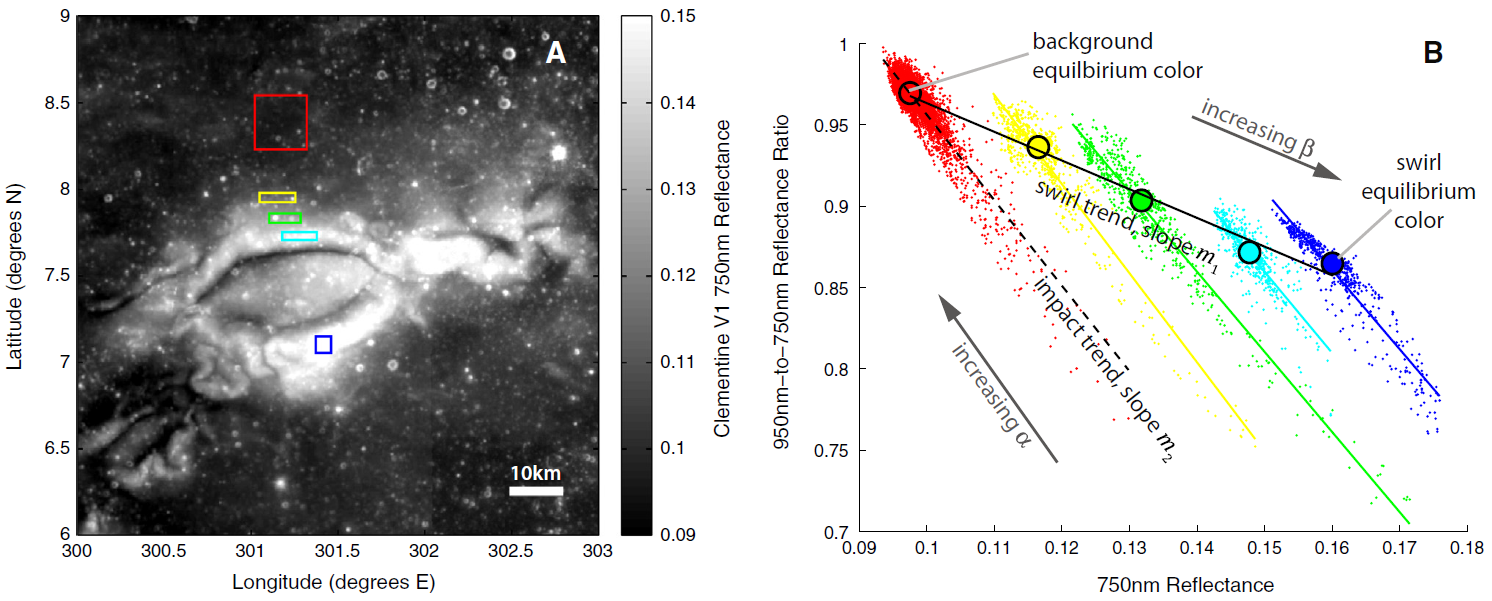 A
9
8.5
8
7.5
7
6.5
6
300
300.5
301
301.5
302
302.5
303
Latitude (degrees N)
Longitude (degrees E)
10km
0.15
0.14
0.13
0.12
0.11
0.1
0.09
Clementine V1 750nm Reflectance
B
1
0.95
0.9
0.85
0.8
0.75
0.7
0.09
0.1
0.11
0.12
0.13
0.14
0.15
0.16
0.17
0.18
950nm-to-750nm Reflectance Ratio
750nm Reflectance
background
equilbirium color
increasing β
swirl
equilibrium
color
swirl trend, slope m1
impact trend, slope m2
increasing α